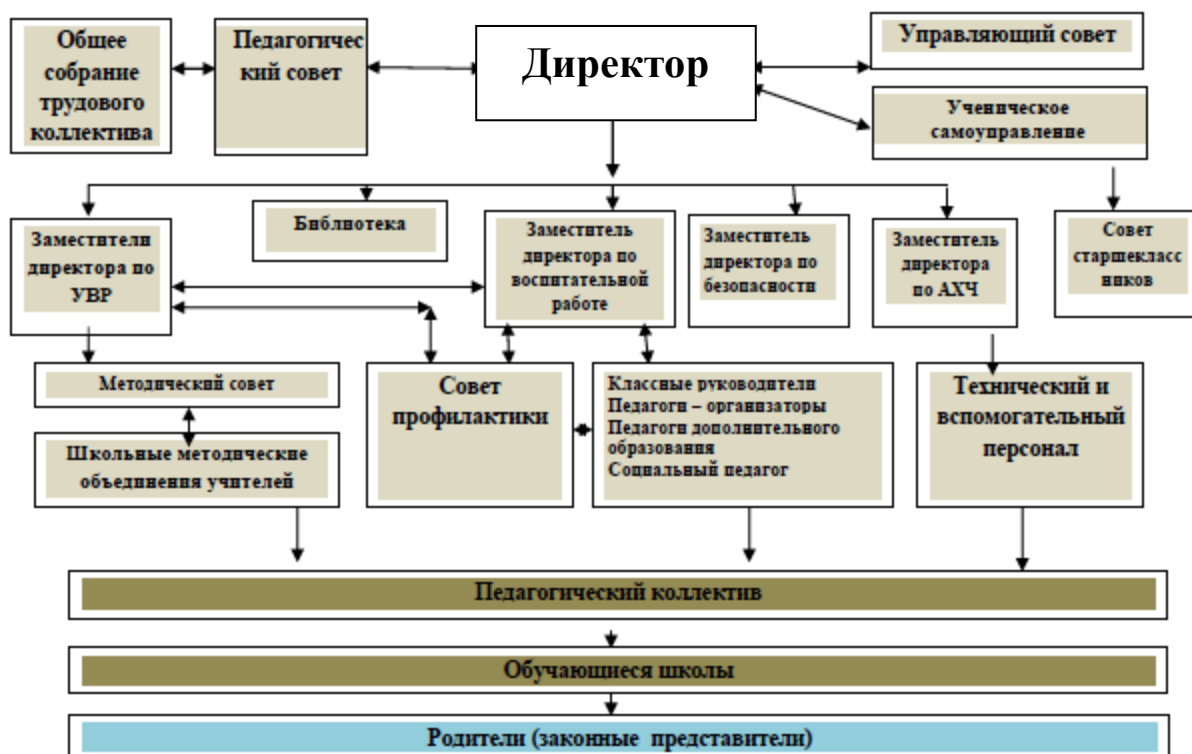 Общее
собрание
трудового
коллектива
Педагогичес
кий совет
Директор
Управляющий совет
Ученическое
самоуправление
Заместители
директора по
УВР
Библиотека
Заместитель
директора по
воспитательной
работе
Заместитель
директора по
безопасности
Заместитель
директора
по АХЧ
Совет
старшеклас
ников
Методический совет
Школьные методические
объединения учителей
Совет
профилактики
Классные руководители
Педагоги – организаторы
Педагоги дополнительного
образования
Социальный педагог
Технический и
вспомогательный
персонал
Педагогический коллектив
Обучающиеся школы
Родители (законные представители)